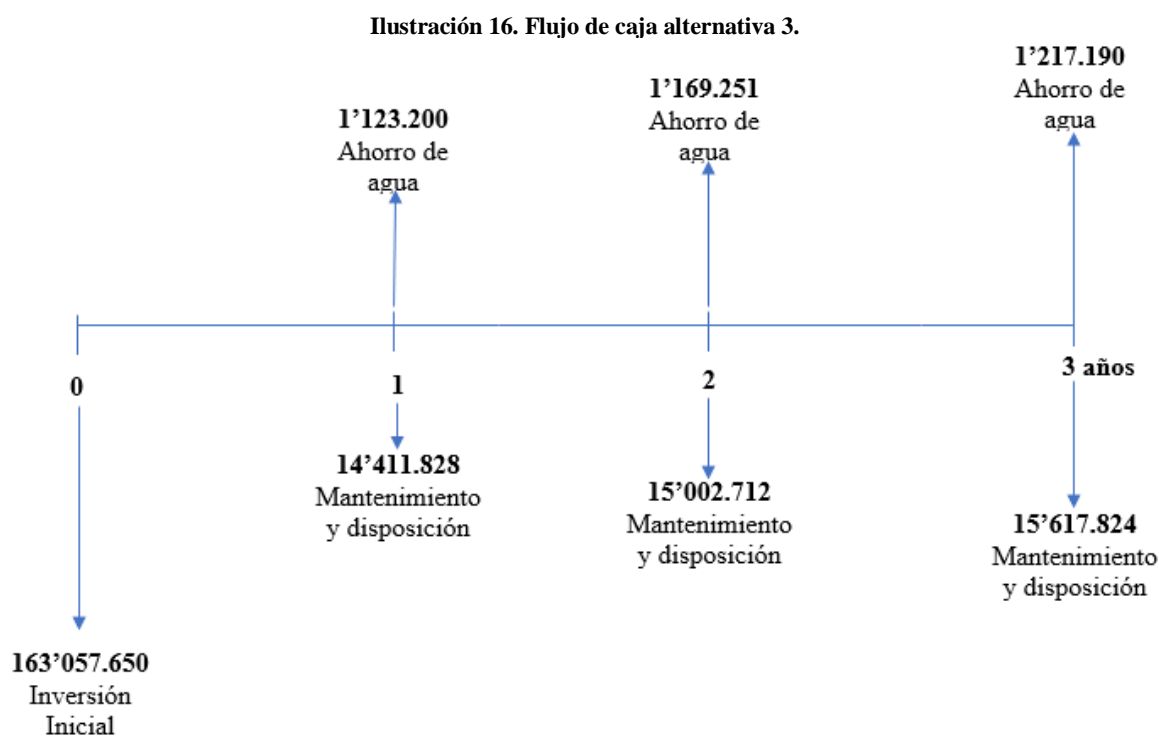 Ilustración 16. Flujo de caja alternativa 3.
1’123.200
Ahorro de
agua
1’169.251
Ahorro de
agua
1’217.190
Ahorro de
agua
0
1
2
3 años
163’057.650
Inversión
Inicial
14’411.828
Mantenimiento
y disposición
15’002.712
Mantenimiento
y disposición
15’617.824
Mantenimiento
y disposición